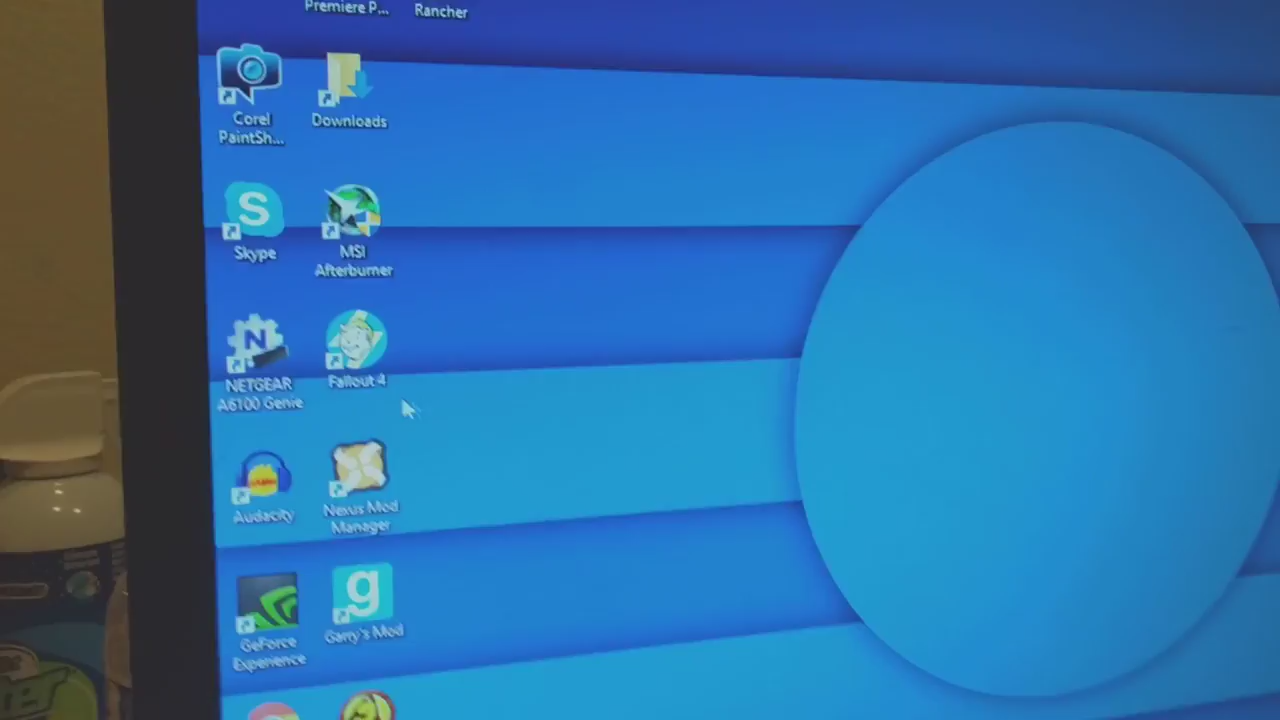 Premiere P...
Rancher
Corel
PaintSh...
Downloads
S
Skype
MSI
Afterburner
N
NETGEAR
A6100 Genie
Fallout 4
Audacity
Nexus Mod
Manager
GeForce
Experience
g
Garry's Mod